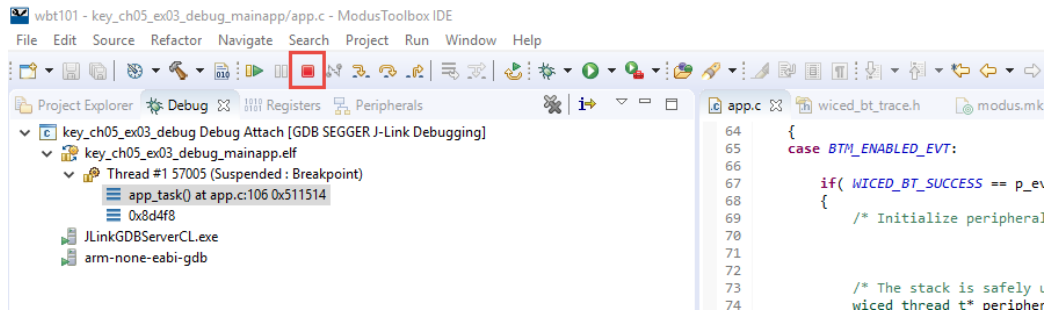 wbt101 - key_ch05_ex03_debug_mainapp/app.c - ModusToolbox IDE
File Edit Source Refactor Navigate Search Project Run Window Help
Project Explorer Debug Registers Peripherals
app.c wiced_bt_trace.h modus.mk
key_ch05_ex03_debug Debug Attach [GDB SEGGER J-Link Debugging]
key_ch05_ex03_debug_mainapp.elf
Thread #1 57005 (Suspended : Breakpoint)
app_task() at app.c:106 0x511514
0x8d4f8
JLinkGDBServerCL.exe
arm-none-eabi-gdb
64 {
65 case BTM_ENABLED_EVT:
66
67 if( WICED_BT_SUCCESS == p_ev
68 {
69 /* Initialize peripheral
70
71
72
73 /* The stack is safely u
74 wiced_thread_t* peripher